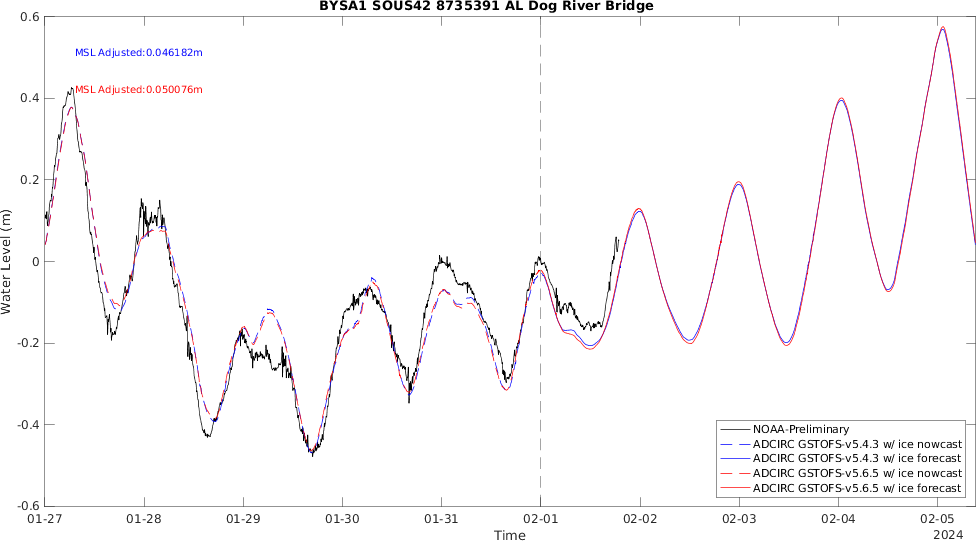 BYSA1 SOUS42 8735391 AL Dog River Bridge
MSL Adjusted:0.046182m
MSL Adjusted:0.050076m
Water Level (m)
0.6
0.4
0.2
0
-0.2
-0.4
-0.6
NOAA-Preliminary
ADCIRC GSTOFS-v5.4.3 w/ ice nowcast
ADCIRC GSTOFS-v5.4.3 w/ ice forecast
ADCIRC GSTOFS-v5.6.5 w/ ice nowcast
ADCIRC GSTOFS-v5.6.5 w/ ice forecast
01-27 01-28 01-29 01-30 01-31 02-01 02-02 02-03 02-04 02-05
Time
2024